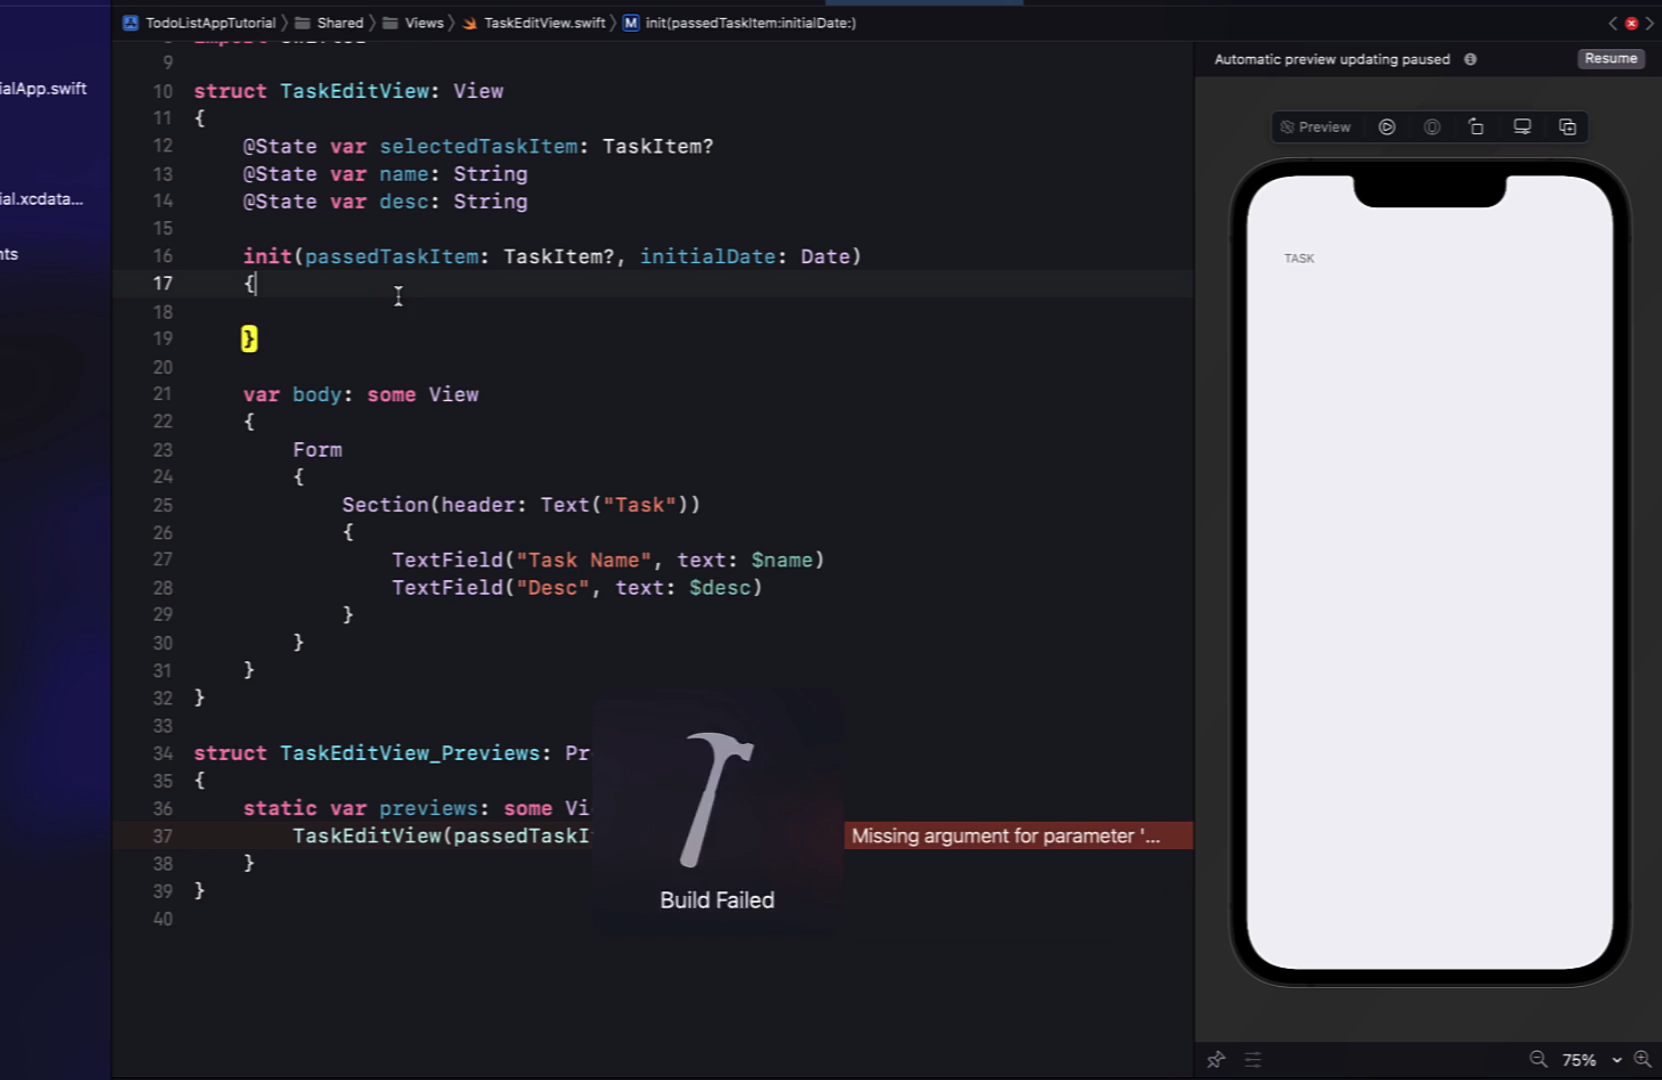 TodoListAppTutorial 〉 Shared 〉 Views 〉 TaskEditView.swift 〉 M init(passedTaskItem:initialDate:)
ialApp.swift
ial.xcdata...
nts
9
10 struct TaskEditView: View
11 {
12 @State var selectedTaskItem: TaskItem?
13 @State var name: String
14 @State var desc: String
15
16 init(passedTaskItem: TaskItem?, initialDate: Date)
17 {
18
19 }
20
21 var body: some View
22 {
23 Form
24 {
25 Section(header: Text("Task"))
26 {
27 TextField("Task Name", text: $name)
28 TextField("Desc", text: $desc)
29 }
30 }
31 }
32 }
33
34 struct TaskEditView_Previews: Pr
35 {
36 static var previews: some Vi
37 TaskEditView(passedTaskI Missing argument for parameter '...
38 }
39 }
40
Build Failed
Automatic preview updating paused
Resume
Preview
TASK
75%